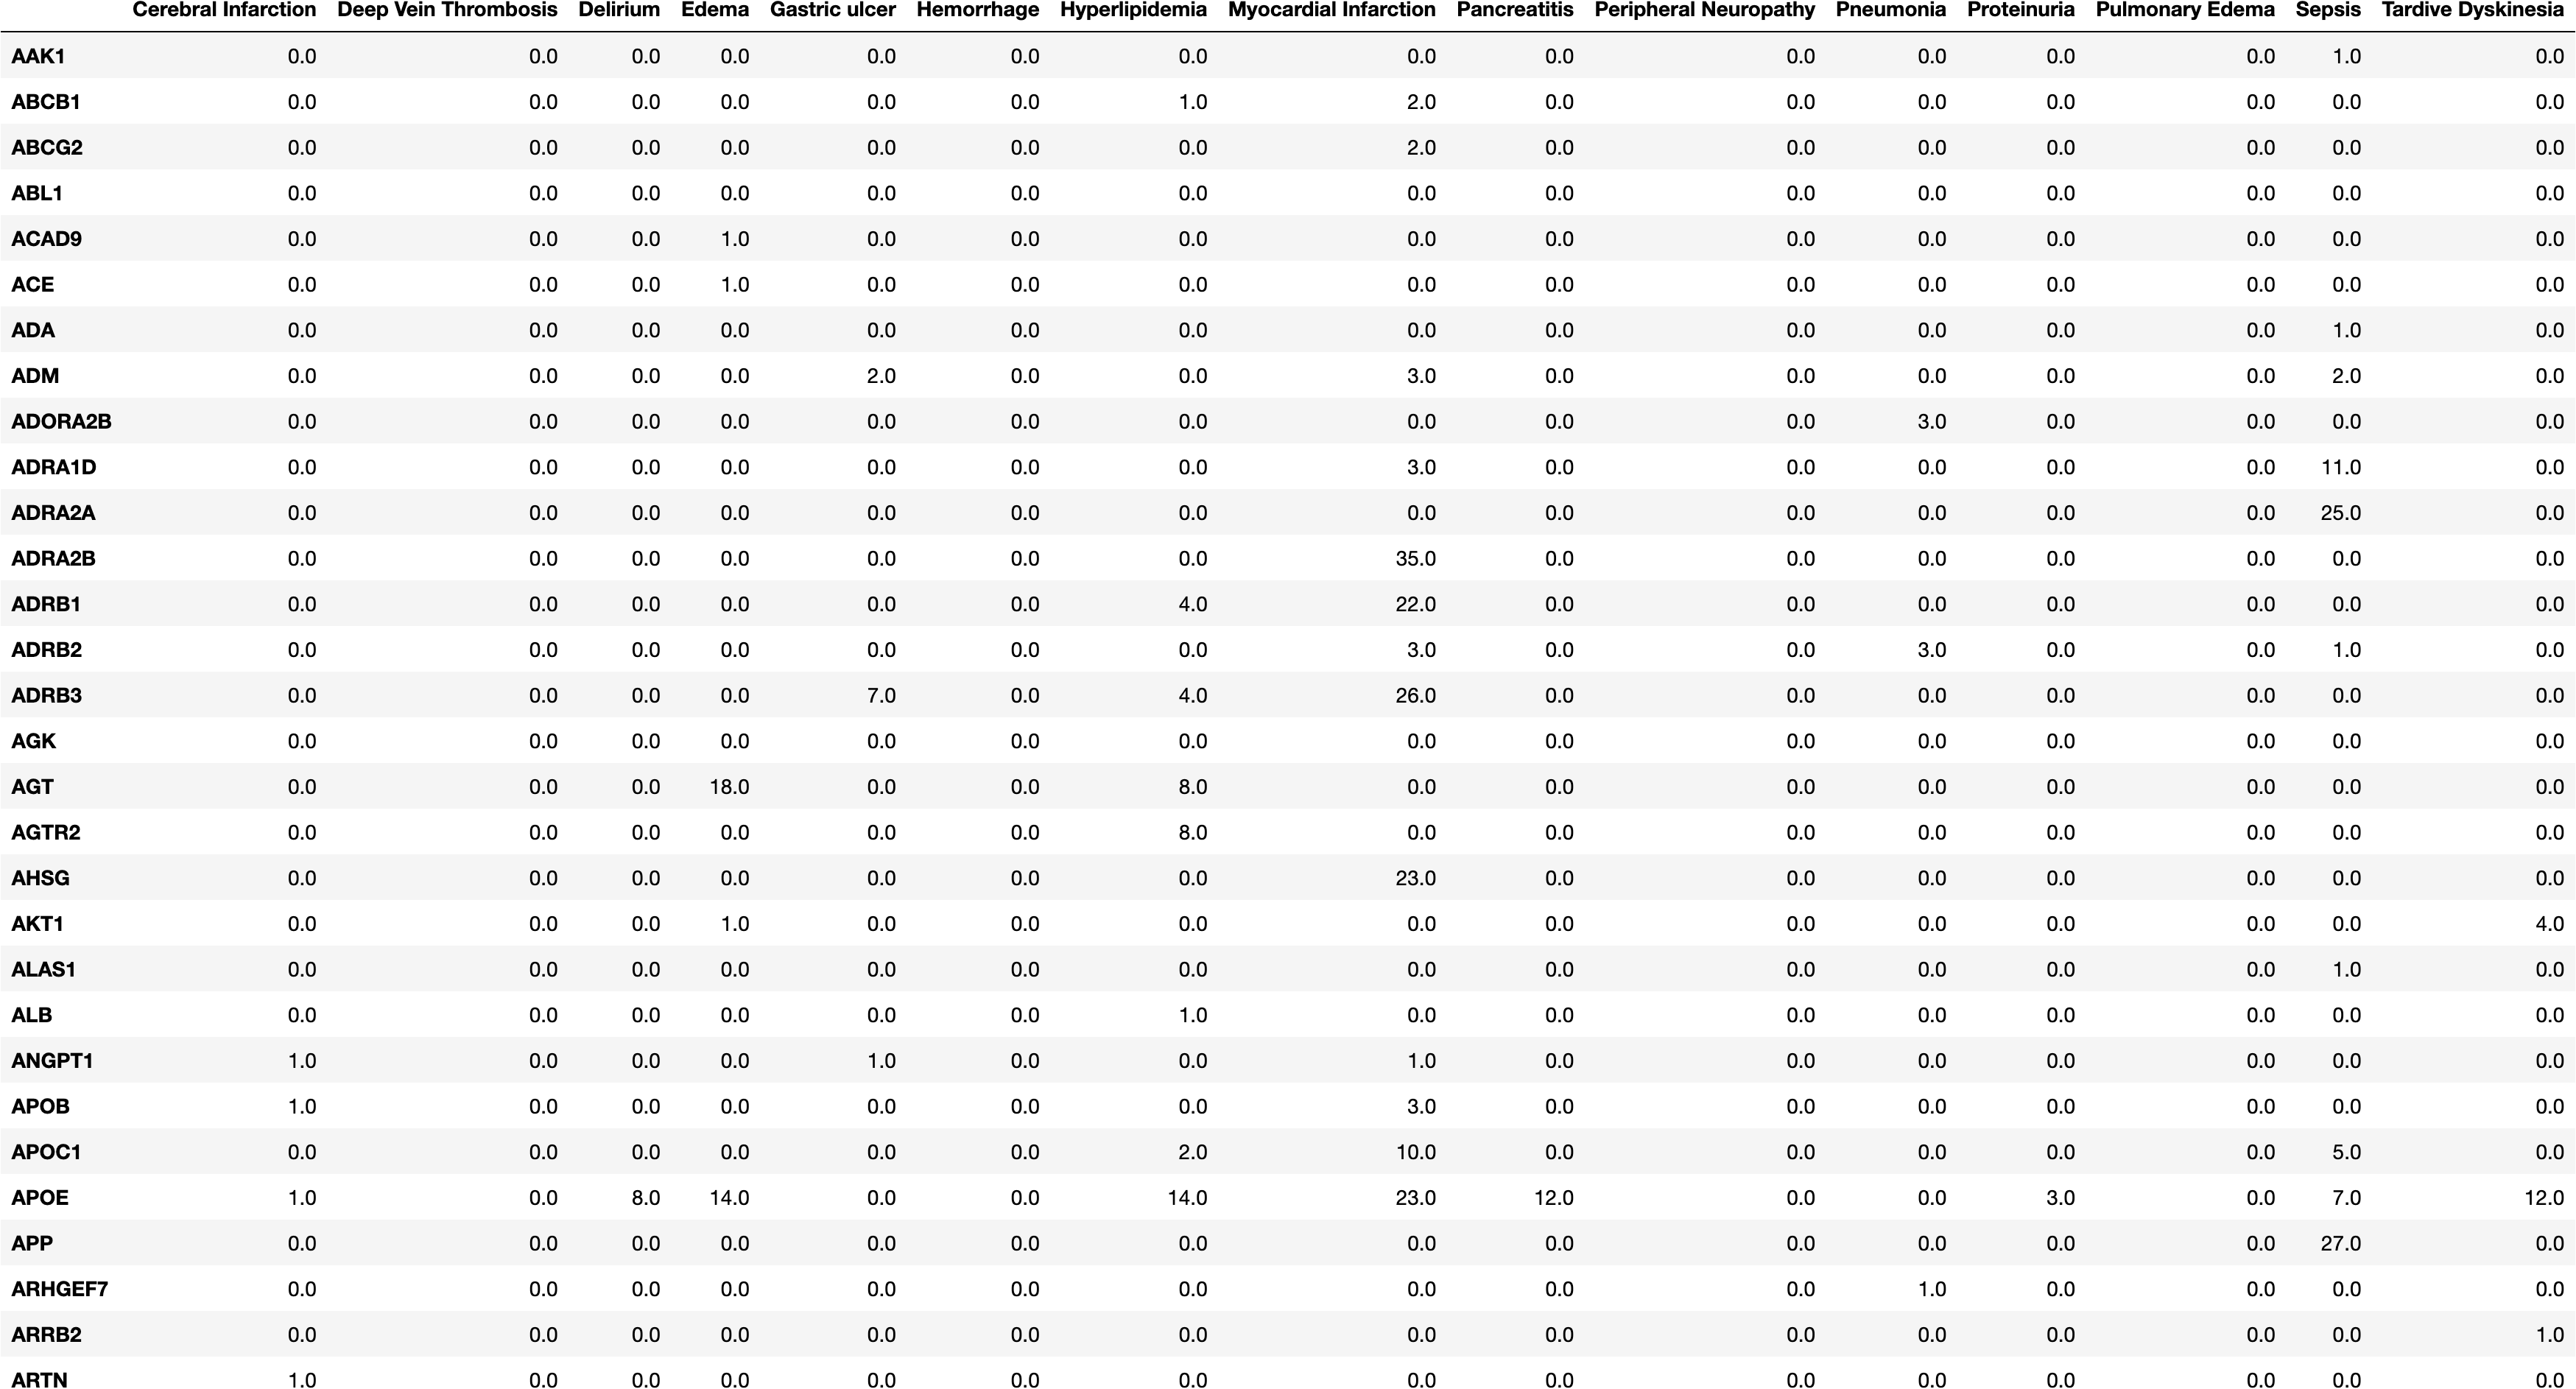 Cerebral Infarction Deep Vein Thrombosis Delirium Edema Gastric ulcer Hemorrhage Hyperlipidemia Myocardial Infarction Pancreatitis Peripheral Neuropathy Pneumonia Proteinuria Pulmonary Edema Sepsis Tardive Dyskinesia
AAK1 0.0 0.0 0.0 0.0 0.0 0.0 0.0 0.0 0.0 0.0 0.0 0.0 0.0 1.0 0.0
ABCB1 0.0 0.0 0.0 0.0 0.0 0.0 1.0 2.0 0.0 0.0 0.0 0.0 0.0 0.0 0.0
ABCG2 0.0 0.0 0.0 0.0 0.0 0.0 0.0 2.0 0.0 0.0 0.0 0.0 0.0 0.0 0.0
ABL1 0.0 0.0 0.0 0.0 0.0 0.0 0.0 0.0 0.0 0.0 0.0 0.0 0.0 0.0 0.0
ACAD9 0.0 0.0 0.0 1.0 0.0 0.0 0.0 0.0 0.0 0.0 0.0 0.0 0.0 0.0 0.0
ACE 0.0 0.0 0.0 1.0 0.0 0.0 0.0 0.0 0.0 0.0 0.0 0.0 0.0 0.0 0.0
ADA 0.0 0.0 0.0 0.0 0.0 0.0 0.0 0.0 0.0 0.0 0.0 0.0 0.0 1.0 0.0
ADM 0.0 0.0 0.0 0.0 2.0 0.0 0.0 3.0 0.0 0.0 0.0 0.0 0.0 2.0 0.0
ADORA2B 0.0 0.0 0.0 0.0 0.0 0.0 0.0 0.0 0.0 0.0 3.0 0.0 0.0 0.0 0.0
ADRA1D 0.0 0.0 0.0 0.0 0.0 0.0 0.0 3.0 0.0 0.0 0.0 0.0 0.0 11.0 0.0
ADRA2A 0.0 0.0 0.0 0.0 0.0 0.0 0.0 0.0 0.0 0.0 0.0 0.0 0.0 25.0 0.0
ADRA2B 0.0 0.0 0.0 0.0 0.0 0.0 0.0 35.0 0.0 0.0 0.0 0.0 0.0 0.0 0.0
ADRB1 0.0 0.0 0.0 0.0 0.0 0.0 4.0 22.0 0.0 0.0 0.0 0.0 0.0 0.0 0.0
ADRB2 0.0 0.0 0.0 0.0 0.0 0.0 0.0 3.0 0.0 0.0 3.0 0.0 0.0 1.0 0.0
ADRB3 0.0 0.0 0.0 0.0 7.0 0.0 4.0 26.0 0.0 0.0 0.0 0.0 0.0 0.0 0.0
AGK 0.0 0.0 0.0 0.0 0.0 0.0 0.0 0.0 0.0 0.0 0.0 0.0 0.0 0.0 0.0
AGT 0.0 0.0 0.0 18.0 0.0 0.0 8.0 0.0 0.0 0.0 0.0 0.0 0.0 0.0 0.0
AGTR2 0.0 0.0 0.0 0.0 0.0 0.0 8.0 0.0 0.0 0.0 0.0 0.0 0.0 0.0 0.0
AHSG 0.0 0.0 0.0 0.0 0.0 0.0 0.0 23.0 0.0 0.0 0.0 0.0 0.0 0.0 0.0
AKT1 0.0 0.0 0.0 1.0 0.0 0.0 0.0 0.0 0.0 0.0 0.0 0.0 0.0 0.0 4.0
ALAS1 0.0 0.0 0.0 0.0 0.0 0.0 0.0 0.0 0.0 0.0 0.0 0.0 0.0 1.0 0.0
ALB 0.0 0.0 0.0 0.0 0.0 0.0 1.0 0.0 0.0 0.0 0.0 0.0 0.0 0.0 0.0
ANGPT1 1.0 0.0 0.0 0.0 1.0 0.0 0.0 1.0 0.0 0.0 0.0 0.0 0.0 0.0 0.0
APOB 1.0 0.0 0.0 0.0 0.0 0.0 0.0 3.0 0.0 0.0 0.0 0.0 0.0 0.0 0.0
APOC1 0.0 0.0 0.0 0.0 0.0 0.0 2.0 10.0 0.0 0.0 0.0 0.0 0.0 5.0 0.0
APOE 1.0 0.0 8.0 14.0 0.0 0.0 14.0 23.0 12.0 0.0 0.0 3.0 0.0 7.0 12.0
APP 0.0 0.0 0.0 0.0 0.0 0.0 0.0 0.0 0.0 0.0 0.0 0.0 0.0 27.0 0.0
ARHGEF7 0.0 0.0 0.0 0.0 0.0 0.0 0.0 0.0 0.0 0.0 1.0 0.0 0.0 0.0 0.0
ARRB2 0.0 0.0 0.0 0.0 0.0 0.0 0.0 0.0 0.0 0.0 0.0 0.0 0.0 0.0 1.0
ARTN 1.0 0.0 0.0 0.0 0.0 0.0 0.0 0.0 0.0 0.0 0.0 0.0 0.0 0.0 0.0